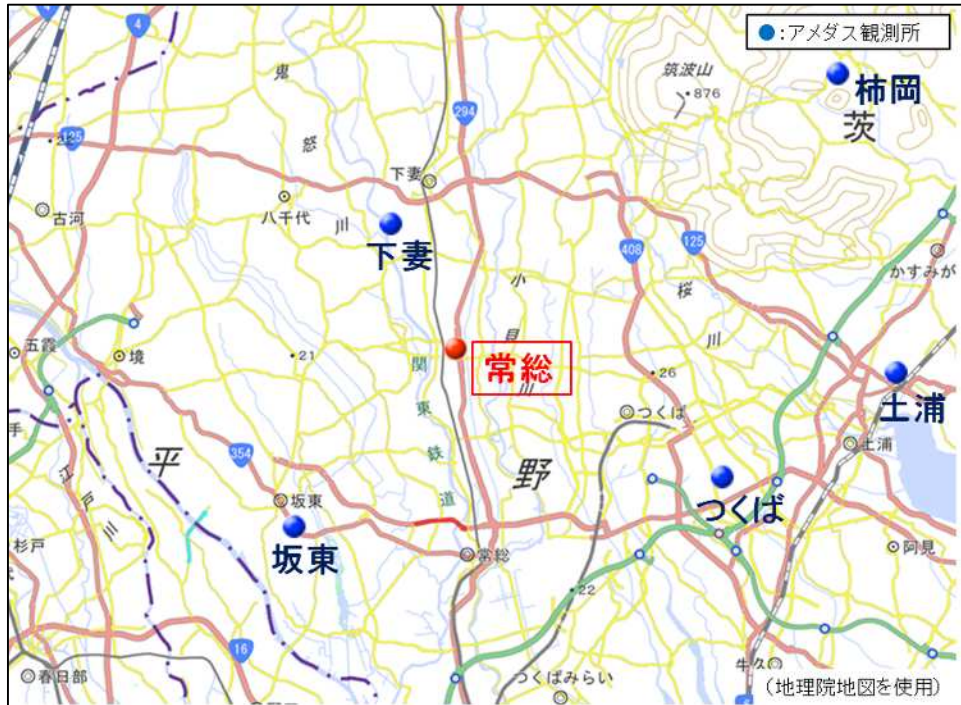 ●:アメダス観測所
4
鬼
筑波山
・876
柿岡
茨
294
125
怒
下妻
古河
八千代
川
下妻
408
125
小
桜
かすみが
五霞
境
21
関
貝
常総
川
川
26
東
つくば
土浦
手
土浦
平
354
鉄
野
江
戸
川
坂東
道
つくば
坂東
杉戸
常総
阿見
22
16
春日部
つくばみらい
牛久
(地理院地図を使用)